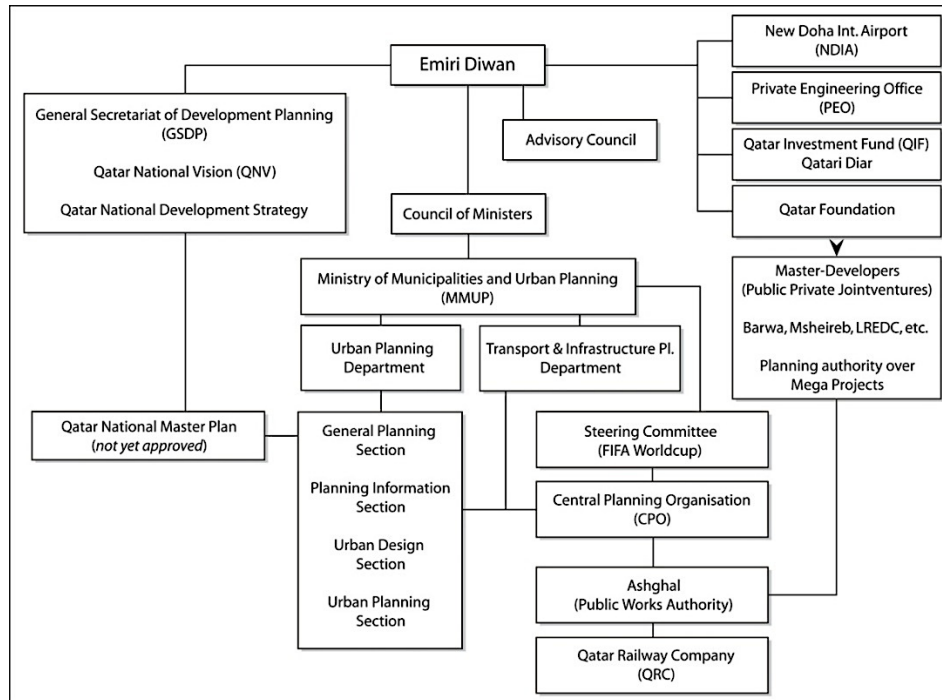 Emiri Diwan
New Doha Int. Airport
(NDIA)
Private Engineering Office
(PEO)
Qatar Investment Fund (QIF)
Qatari Diar
Qatar Foundation
General Secretariat of Development Planning
(GSDP)
Qatar National Vision (QNV)
Qatar National Development Strategy
Advisory Council
Council of Ministers
Ministry of Municipalities and Urban Planning
(MMUP)
Master-Developers
(Public Private Jointventures)
Barwa, Msheireb, LREDC, etc.
Planning authority over
Mega Projects
Urban Planning
Department
Transport & Infrastructure Pl.
Department
Qatar National Master Plan
(not yet approved)
General Planning
Section
Planning Information
Section
Urban Design
Section
Urban Planning
Section
Steering Committee
(FIFA Worldcup)
Central Planning Organisation
(CPO)
Ashghal
(Public Works Authority)
Qatar Railway Company
(QRC)